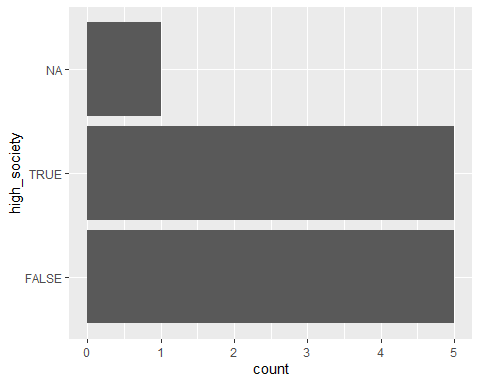 NA
TRUE
FALSE
high_society
0 1 2 3 4 5
count